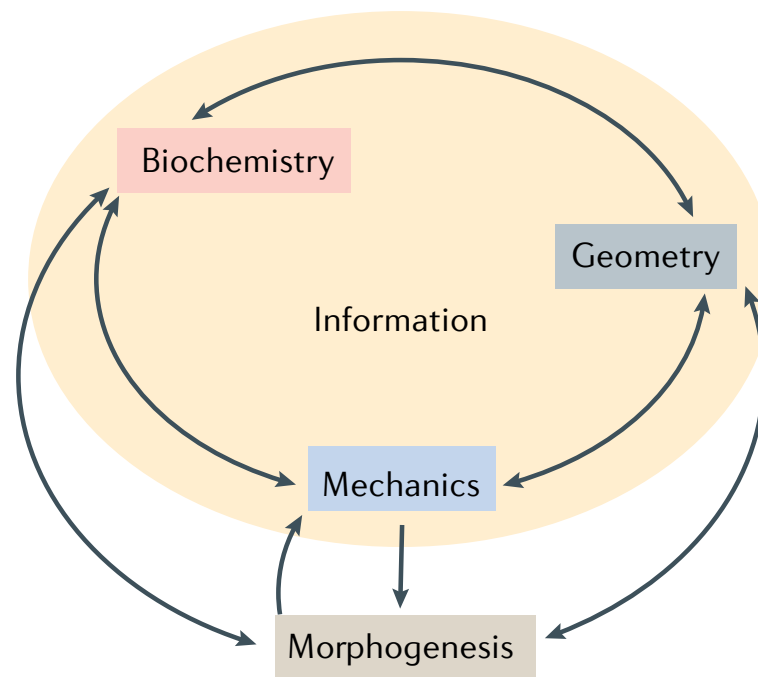 Biochemistry
Geometry
Information
Mechanics
Morphogenesis